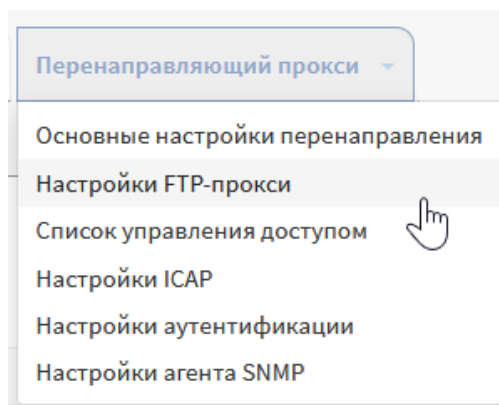 Перенаправляющий прокси
Основные настройки перенаправления
Настройки FTP-прокси
Список управления доступом
Настройки ICAP
Настройки аутентификации
Настройки агента SNMP